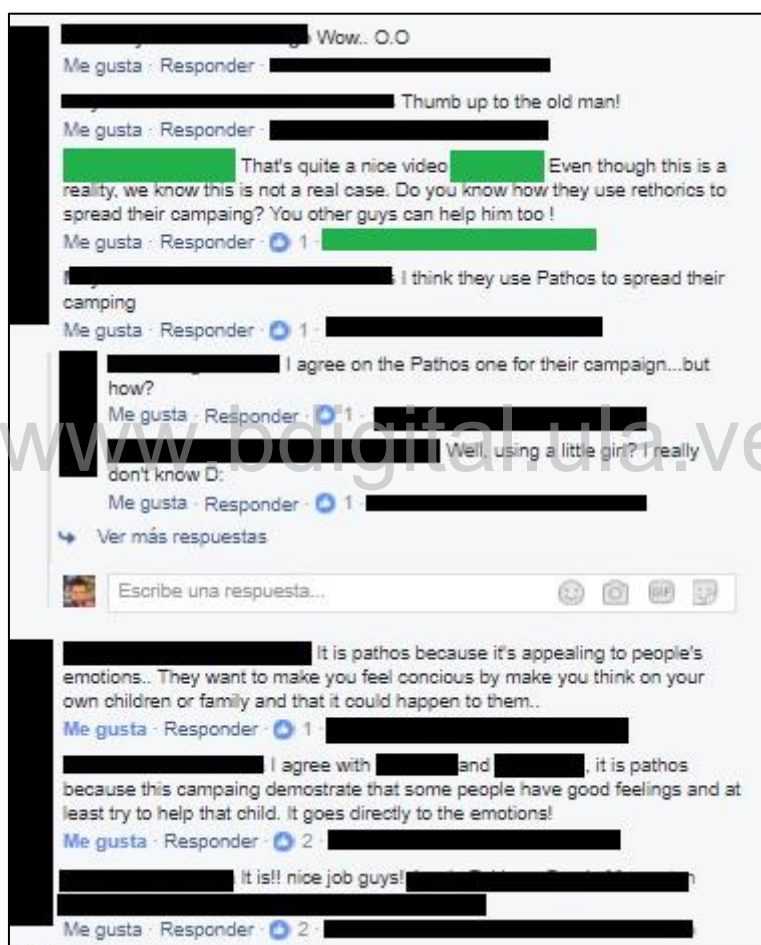 Wow.. O.O
Me gusta · Responder ·
Thumb up to the old man!
Me gusta · Responder ·
That's quite a nice video Even though this is a
reality, we know this is not a real case. Do you know how they use rethorics to
spread their campaing? You other guys can help him too !
Me gusta · Responder · 1 ·
I think they use Pathos to spread their
camping
Me gusta · Responder · 1 ·
I agree on the Pathos one for their campaign...but
how?
Me gusta · Responder · 1 ·
www.bdigital.ula.ve
Well, using a little girl? I really
don't know D:
Me gusta · Responder · 1 ·
Ver más respuestas
Escribe una respuesta...
GIF
It is pathos because it's appealing to people's
emotions.. They want to make you feel concious by make you think on your
own children or family and that it could happen to them..
Me gusta · Responder · 1 ·
I agree with and , it is pathos
because this campaing demostrate that some people have good feelings and at
least try to help that child. It goes directly to the emotions!
Me gusta · Responder · 2 ·
It is!! nice job guys!
Me gusta · Responder · 2 ·